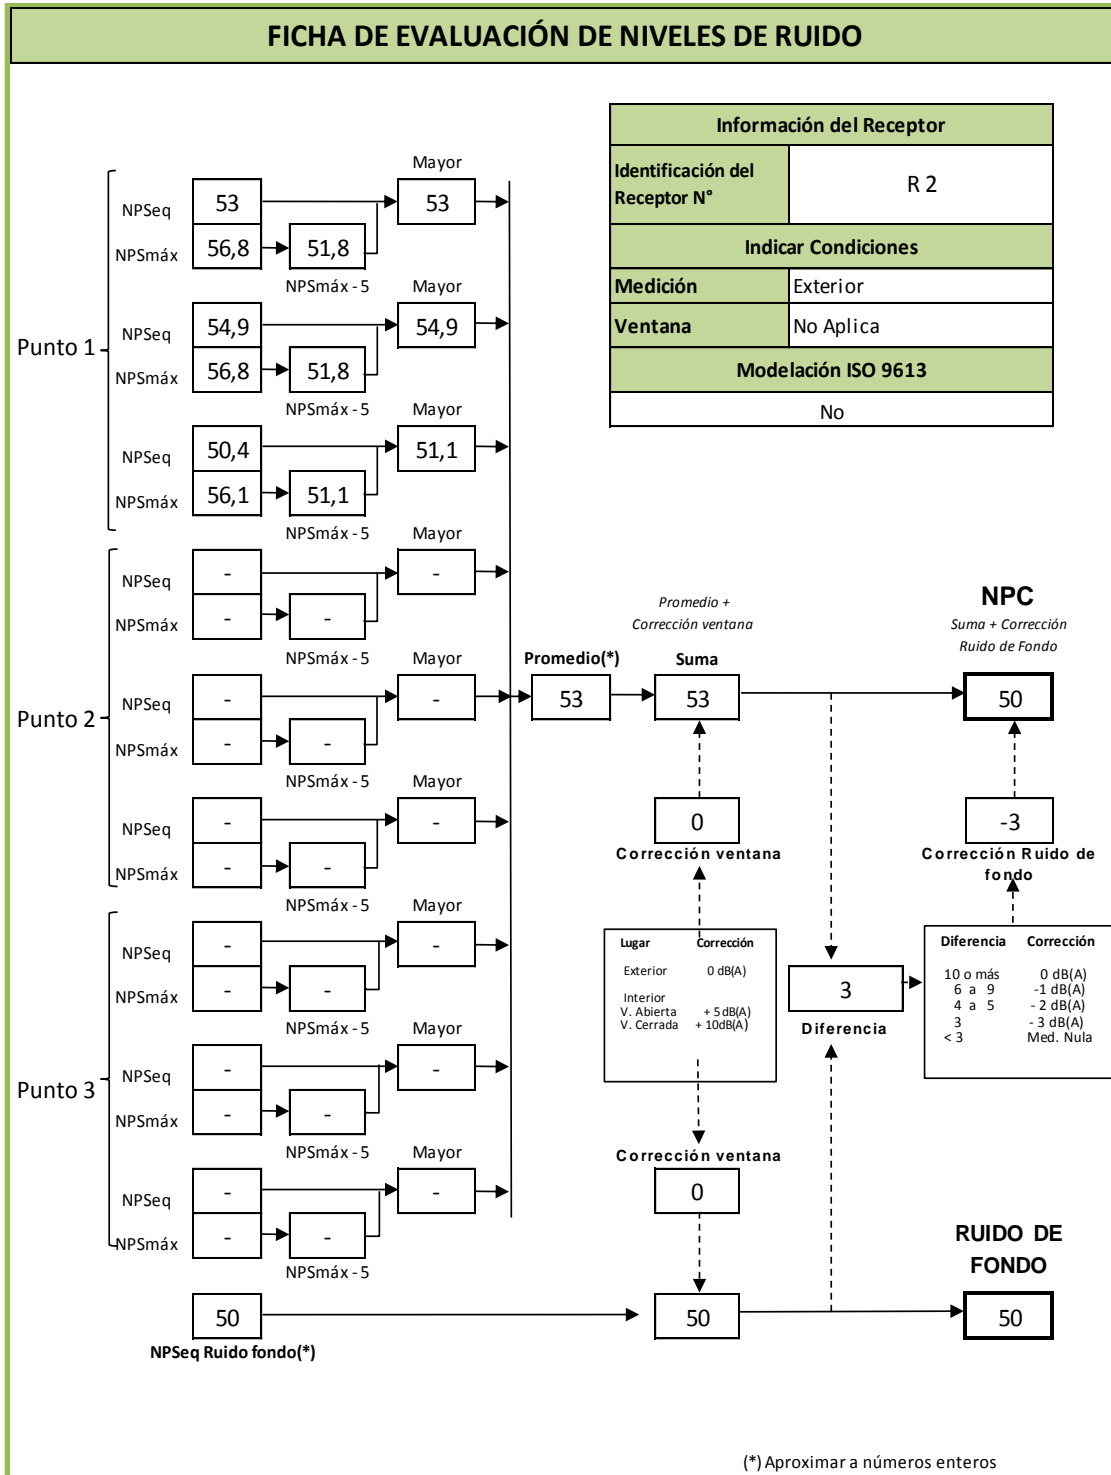 FICHA DE EVALUACIÓN DE NIVELES DE RUIDO
Información del Receptor
Identificación del Receptor N°
R 2
Indicar Condiciones
Medición
Exterior
Ventana
No Aplica
Modelación ISO 9613
No
Punto 1
Mayor
NPSeq
53
53
NPSmáx
56,8
51,8
NPSmáx - 5
Mayor
NPSeq
54,9
54,9
NPSmáx
56,8
51,8
NPSmáx - 5
Mayor
NPSeq
50,4
51,1
NPSmáx
56,1
51,1
NPSmáx - 5
Punto 2
Mayor
NPSeq
-
-
NPSmáx
-
-
NPSmáx - 5
Mayor
NPSeq
-
-
NPSmáx
-
-
NPSmáx - 5
Mayor
NPSeq
-
-
NPSmáx
-
-
NPSmáx - 5
Punto 3
Mayor
NPSeq
-
-
NPSmáx
-
-
NPSmáx - 5
Mayor
NPSeq
-
-
NPSmáx
-
-
NPSmáx - 5
Mayor
NPSeq
-
-
NPSmáx
-
-
NPSmáx - 5
50
NPSeq Ruido fondo(*)
Promedio(*)
53
Promedio +
Corrección ventana
Suma
53
0
Corrección ventana
Lugar Corrección
Exterior 0 dB(A)
Interior
V. Abierta + 5 dB(A)
V. Cerrada + 10dB(A)
Corrección ventana
0
50
3
Diferencia
NPC
Suma + Corrección
Ruido de Fondo
50
-3
Corrección Ruido de
fondo
Diferencia Corrección
10 o más 0 dB(A)
6 a 9 -1 dB(A)
4 a 5 - 2 dB(A)
3 - 3 dB(A)
< 3 Med. Nula
RUIDO DE
FONDO
50
(*) Aproximar a números enteros